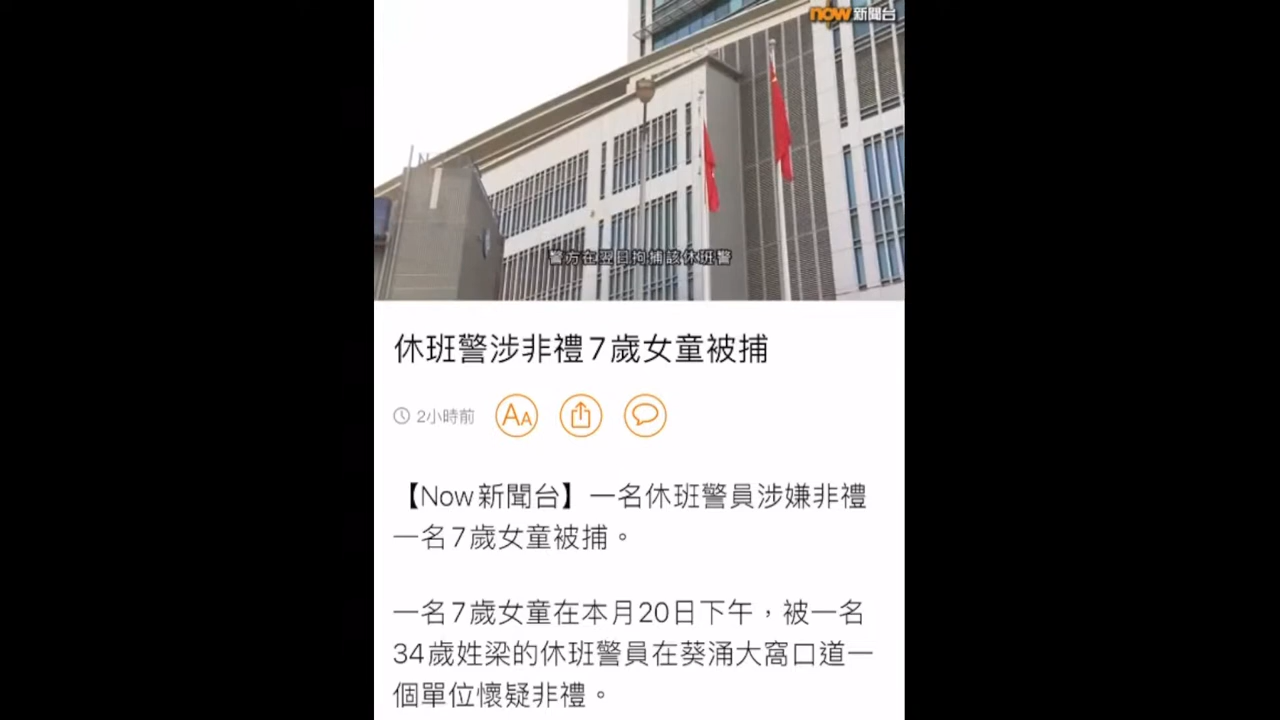 now 新聞台
警方在翌日拘捕該休班警
休班警涉非禮7歲女童被捕
2小時前
AA
【Now新聞台】一名休班警員涉嫌非禮
一名7歲女童被捕。
一名7歲女童在本月20日下午，被一名
34歲姓梁的休班警員在葵涌大窩口道一
個單位懷疑非禮。